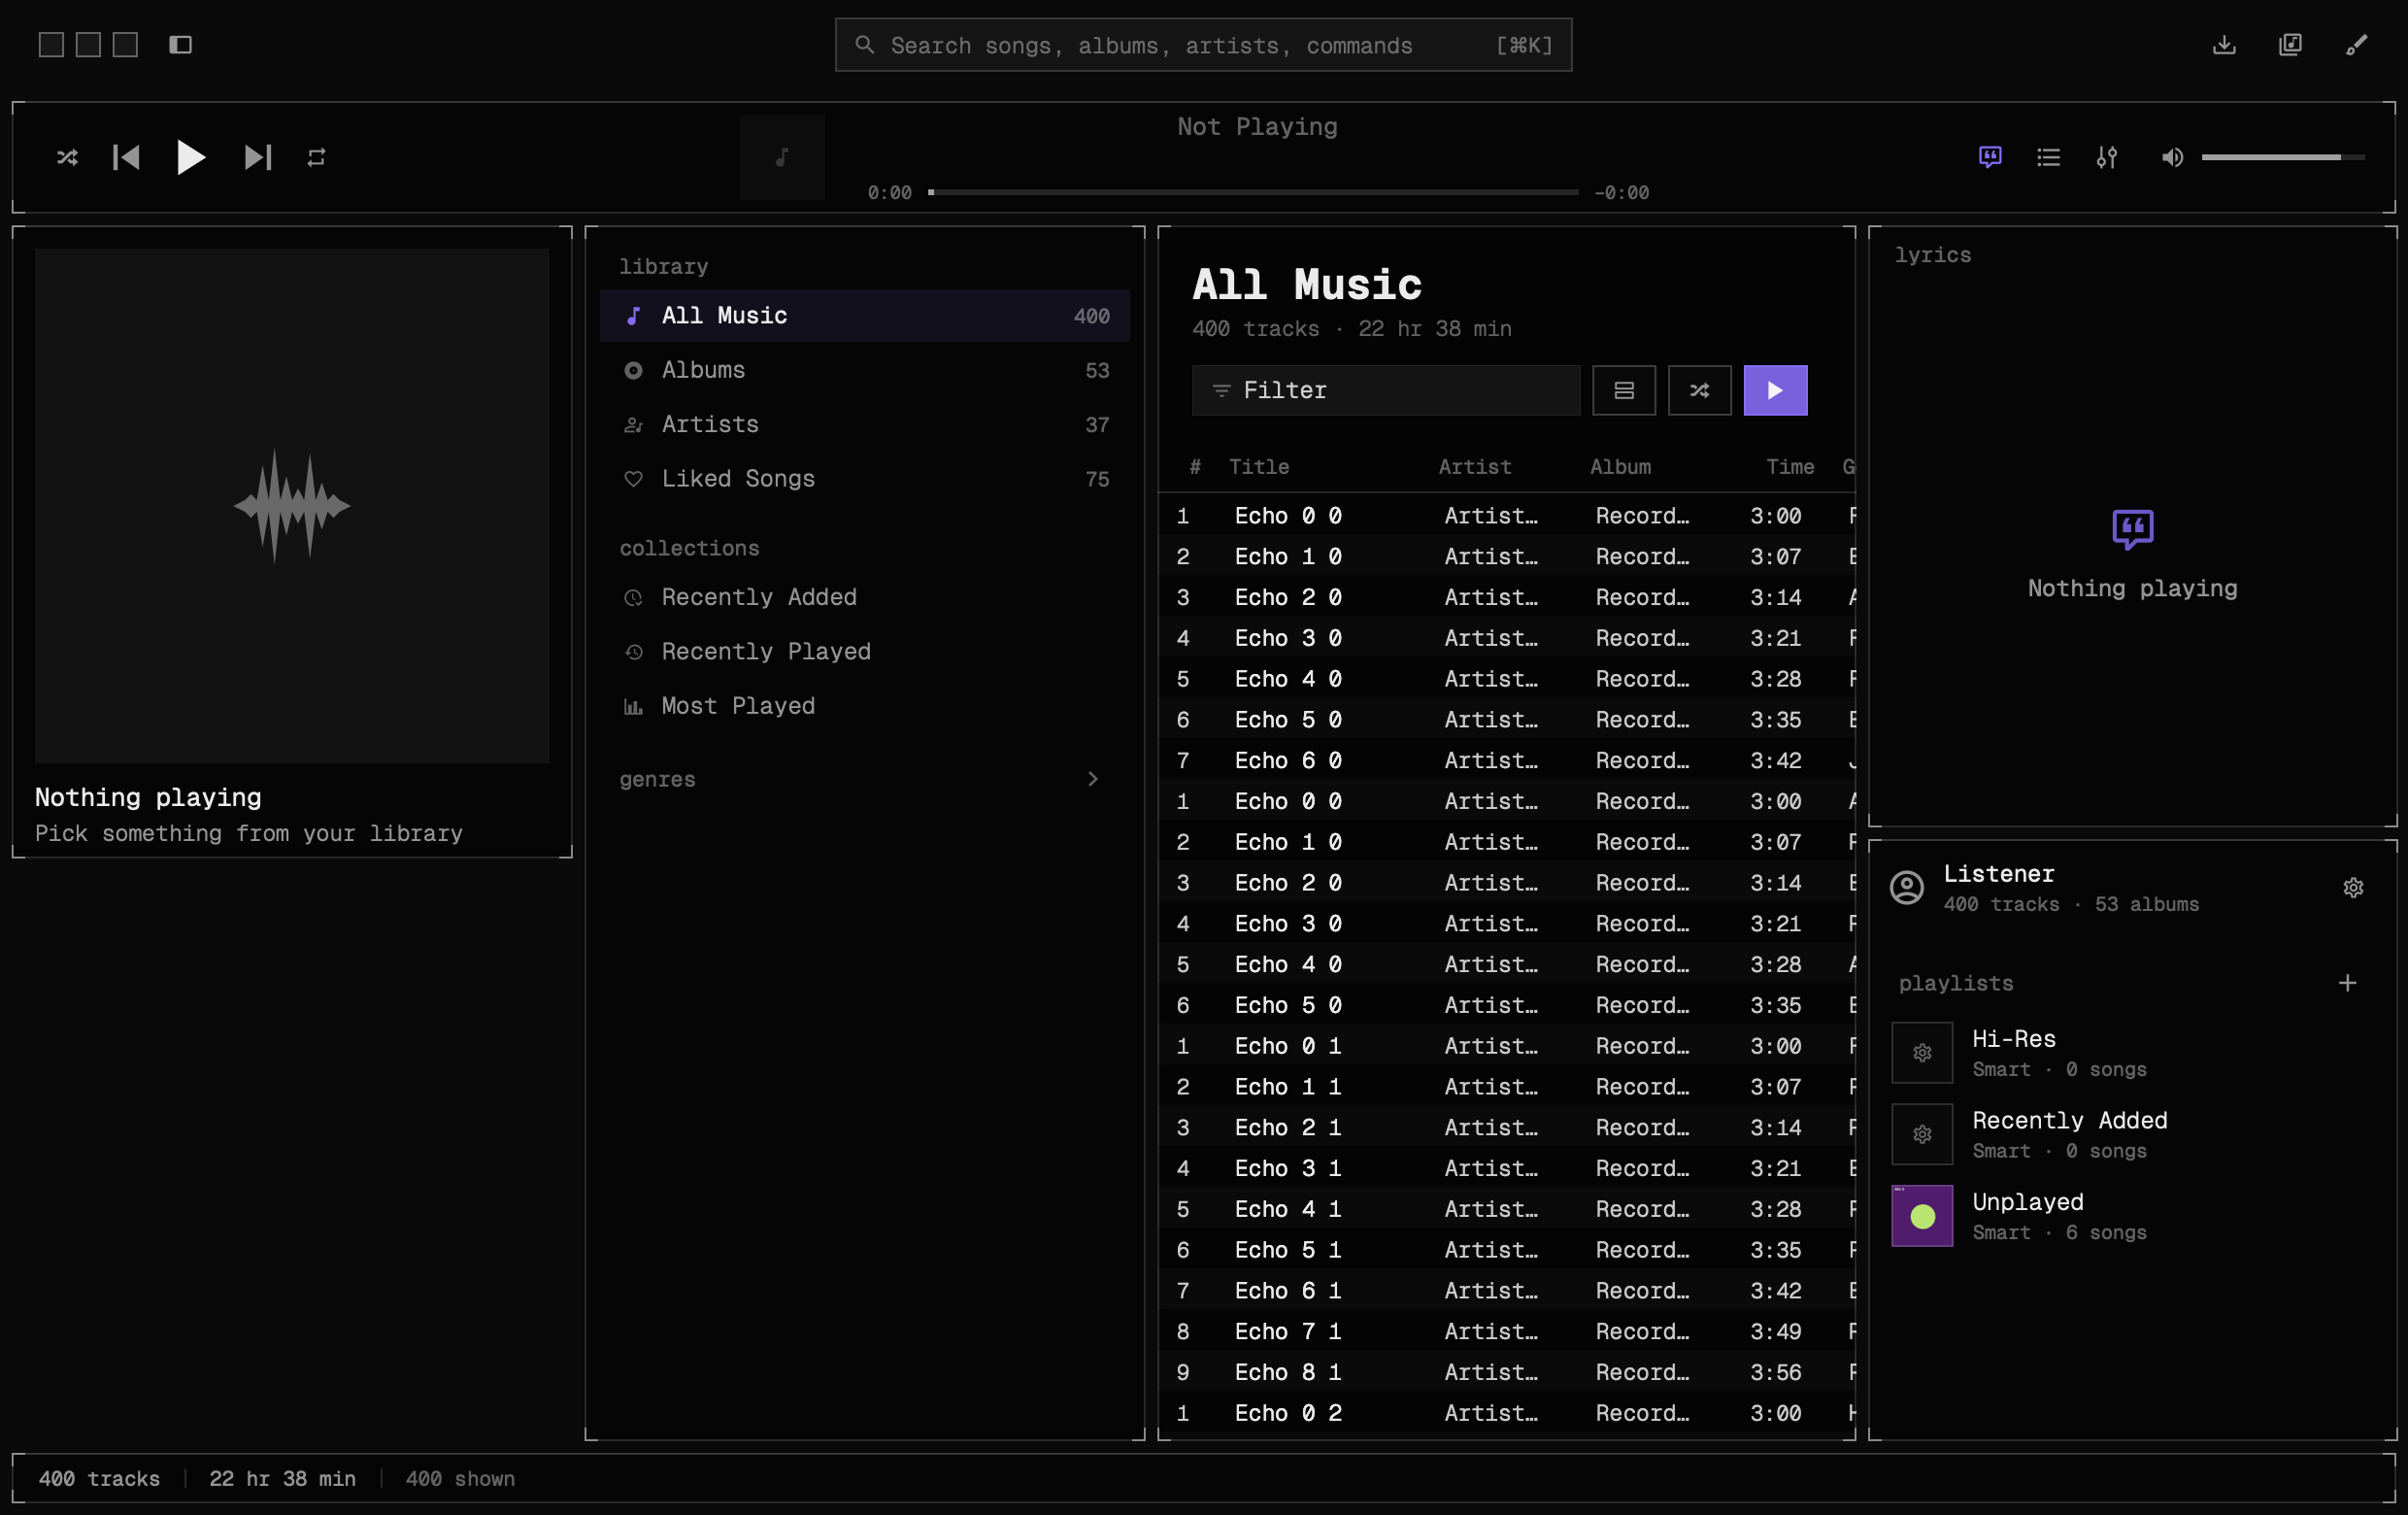 Search songs, albums, artists, commands [⌘K]
Not Playing
0:00 -0:00
Nothing playing
Pick something from your library
library
All Music 400
Albums 53
Artists 37
Liked Songs 75
collections
Recently Added
Recently Played
Most Played
genres
All Music
400 tracks · 22 hr 38 min
Filter
# Title Artist Album Time G
1 Echo 0 0 Artist… Record… 3:00 F
2 Echo 1 0 Artist… Record… 3:07 E
3 Echo 2 0 Artist… Record… 3:14 A
4 Echo 3 0 Artist… Record… 3:21 F
5 Echo 4 0 Artist… Record… 3:28 F
6 Echo 5 0 Artist… Record… 3:35 E
7 Echo 6 0 Artist… Record… 3:42 J
1 Echo 0 0 Artist… Record… 3:00 A
2 Echo 1 0 Artist… Record… 3:07
3 Echo 2 0 Artist… Record… 3:14 E
4 Echo 3 0 Artist… Record… 3:21
5 Echo 4 0 Artist… Record… 3:28 A
6 Echo 5 0 Artist… Record… 3:35 E
1 Echo 0 1 Artist… Record… 3:00 F
2 Echo 1 1 Artist… Record… 3:07
3 Echo 2 1 Artist… Record… 3:14
4 Echo 3 1 Artist… Record… 3:21 E
5 Echo 4 1 Artist… Record… 3:28 F
6 Echo 5 1 Artist… Record… 3:35
7 Echo 6 1 Artist… Record… 3:42 E
8 Echo 7 1 Artist… Record… 3:49
9 Echo 8 1 Artist… Record… 3:56 F
1 Echo 0 2 Artist… Record… 3:00 H
lyrics
Nothing playing
Listener
400 tracks · 53 albums
playlists
Hi-Res
Smart · 0 songs
Recently Added
Smart · 0 songs
Unplayed
Smart · 6 songs
400 tracks 22 hr 38 min 400 shown